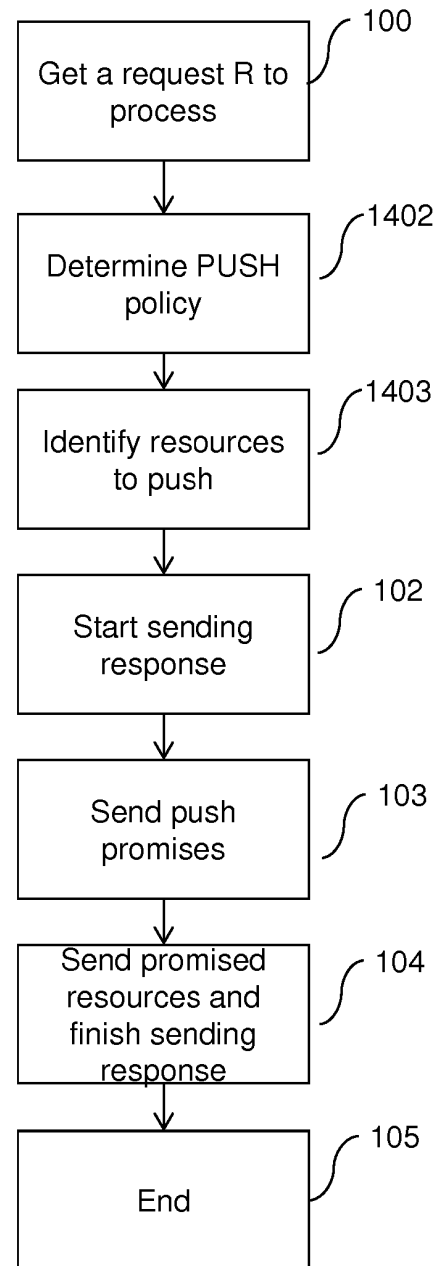 100
Get a request R to
process
1402
Determine PUSH
policy
1403
Identify resources
to push
102
Start sending
response
103
Send push
promises
104
Send promised
resources and
finish sending
response
105
End